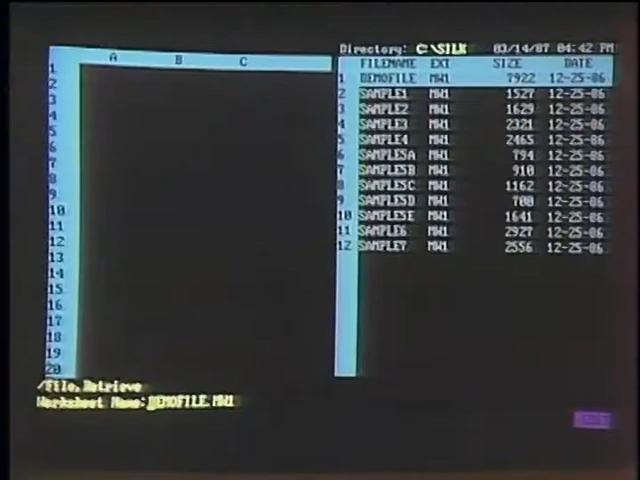 A B C
1
2
3
4
5
6
7
8
9
10
11
12
13
14
15
16
17
18
19
20
Directory: C:\SILK 03/14/87 04:42 PM
FILENAME EXT SIZE DATE
1 DEMOFILE MW1 7922 12-25-86
2 SAMPLE1 MW1 1527 12-25-86
3 SAMPLE2 MW1 1629 12-25-86
4 SAMPLE3 MW1 2321 12-25-86
5 SAMPLE4 MW1 2465 12-25-86
6 SAMPLE5A MW1 794 12-25-86
7 SAMPLE5B MW1 910 12-25-86
8 SAMPLE5C MW1 1162 12-25-86
9 SAMPLE5D MW1 700 12-25-86
10 SAMPLE5E MW1 1641 12-25-86
11 SAMPLE6 MW1 2927 12-25-86
12 SAMPLE7 MW1 2556 12-25-86
/File,Retrieve
Worksheet Name:DEMOFILE.MW1